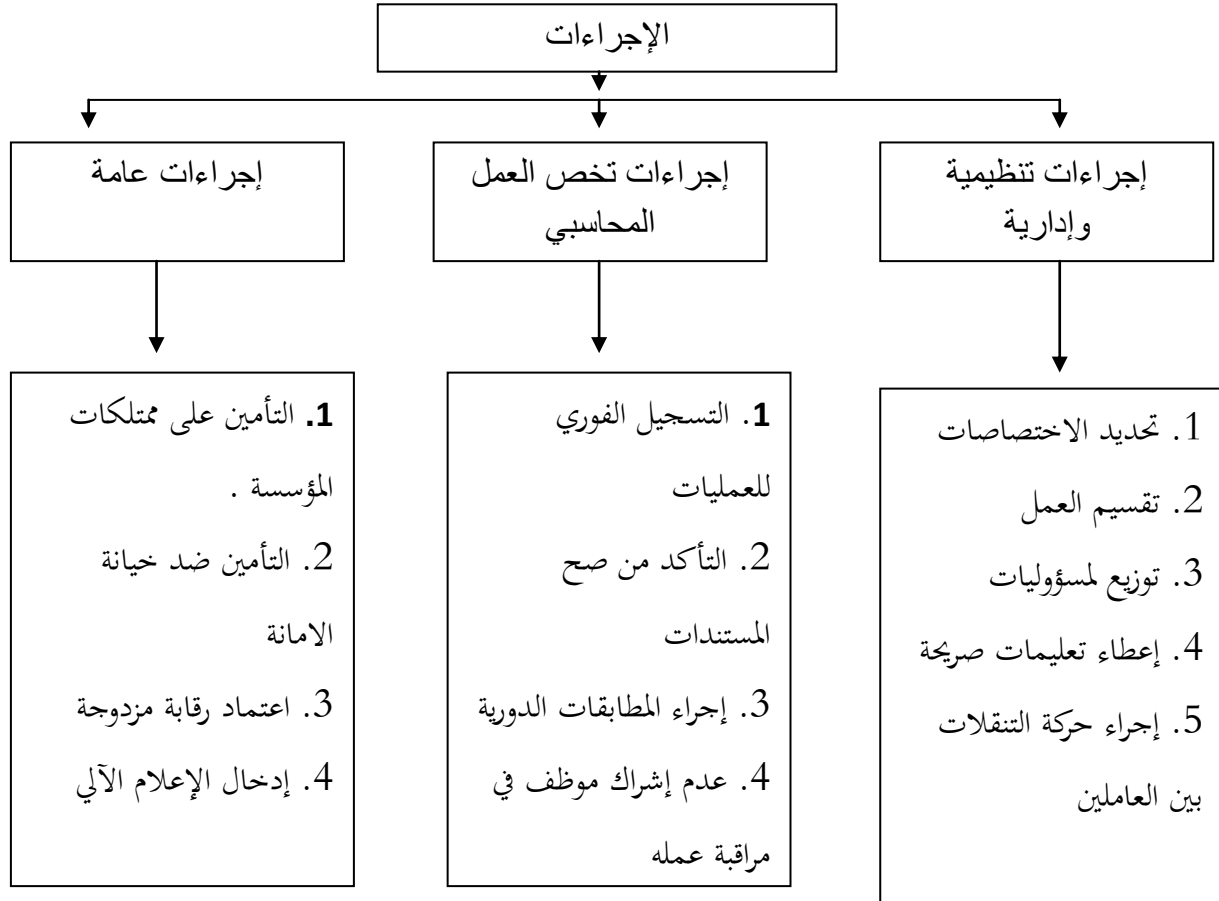 الإجراءات
إجراءات تنظيمية
وإدارية
إجراءات تخص العمل
المحاسبي
إجراءات عامة
1. تحديد الاختصاصات
2. تقسيم العمل
3. توزيع لمسؤوليات
4. إعطاء تعليمات صريحة
5. إجراء حركة التنقلات
بين العاملين
1. التسجيل الفوري
للعمليات
2. التأكد من صح
المستندات
3. إجراء المطابقات الدورية
4. عدم إشراك موظف في
مراقبة عمله
1. التأمين على ممتلكات
المؤسسة .
2. التأمين ضد خيانة
الامانة
3. اعتماد رقابة مزدوجة
4. إدخال الإعلام الآلي